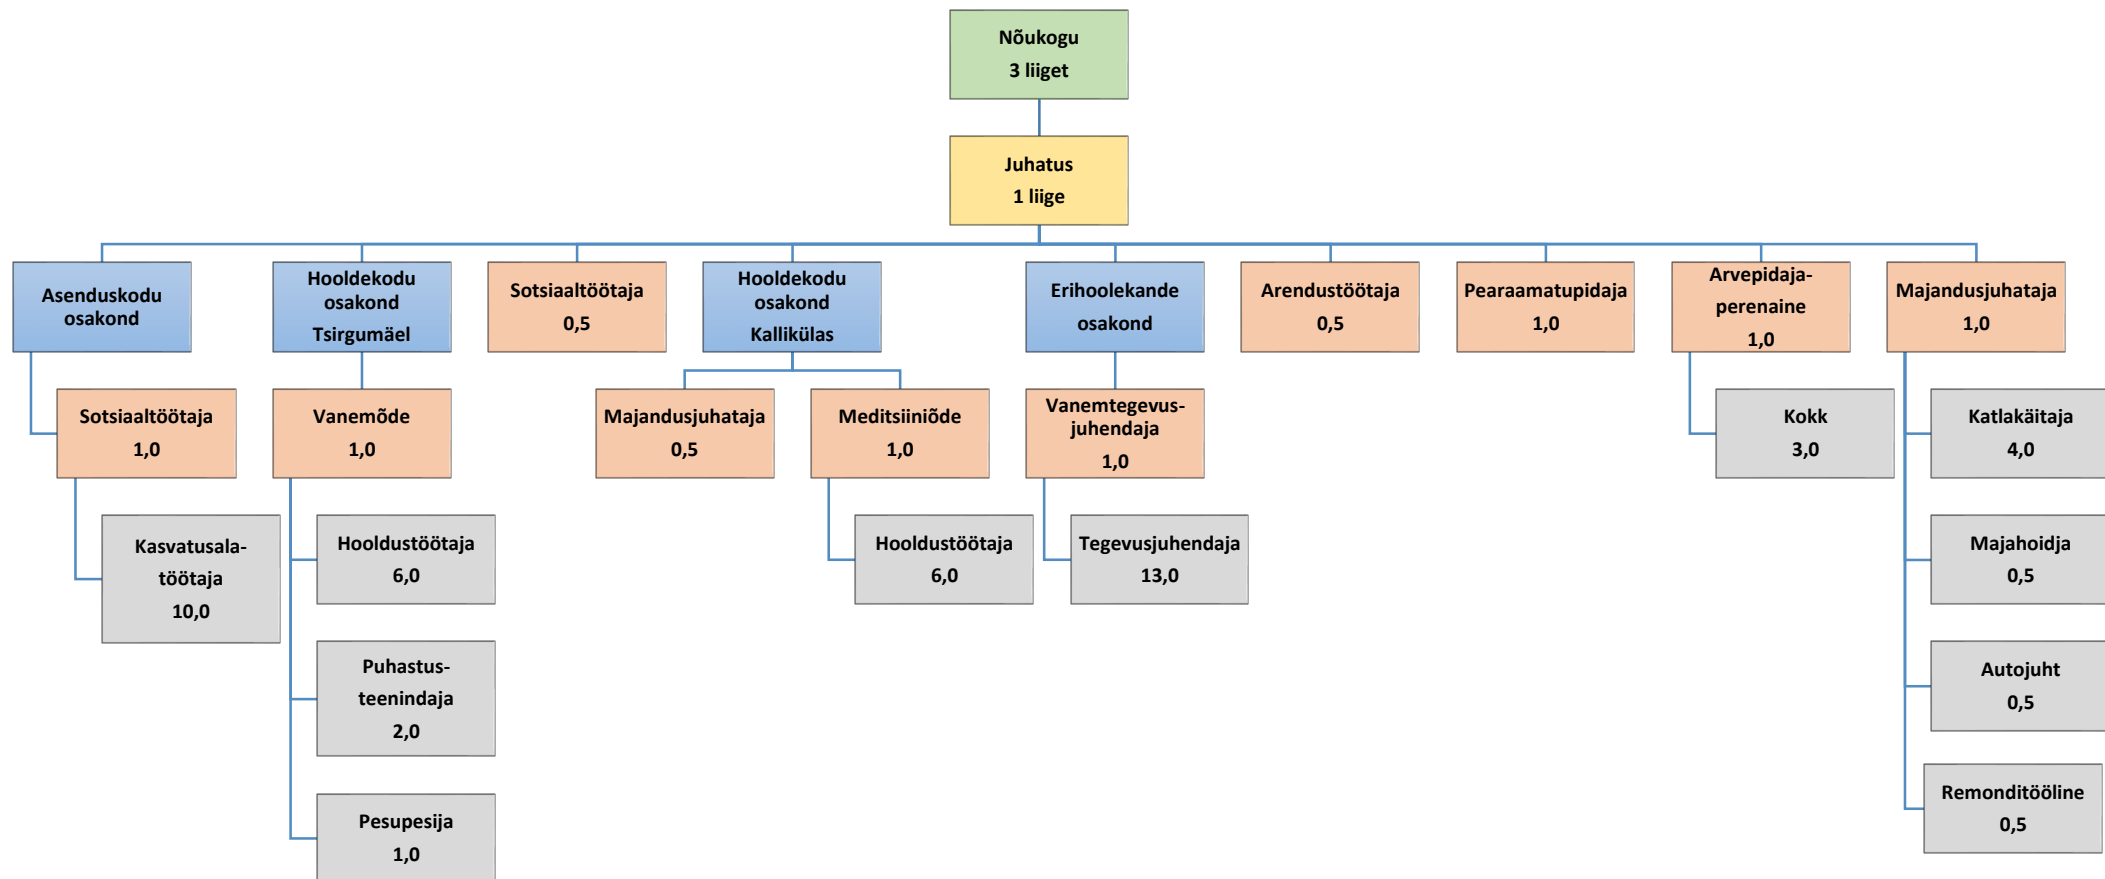 Nõukogu
3 liiget
Juhatus
1 liige
Asenduskodu
osakond
Hooldekodu
osakond
Tsirgumäel
Sotsiaaltöötaja
0,5
Hooldekodu
osakond
Kallikülas
Erihoolekande
osakond
Arendustöötaja
0,5
Pearaamatupidaja
1,0
Arvepidaja-
perenaine
1,0
Majandusjuhataja
1,0
Sotsiaaltöötaja
1,0
Vanemõde
1,0
Majandusjuhataja
0,5
Meditsiiniõde
1,0
Vanemtegevus-
juhendaja
1,0
Kokk
3,0
Katlakäitaja
4,0
Kasvatusala-
töötaja
10,0
Hooldustöötaja
6,0
Hooldustöötaja
6,0
Tegevusjuhendaja
13,0
Majahoidja
0,5
Puhastus-
teenindaja
2,0
Autojuht
0,5
Pesupesija
1,0
Remonditööline
0,5